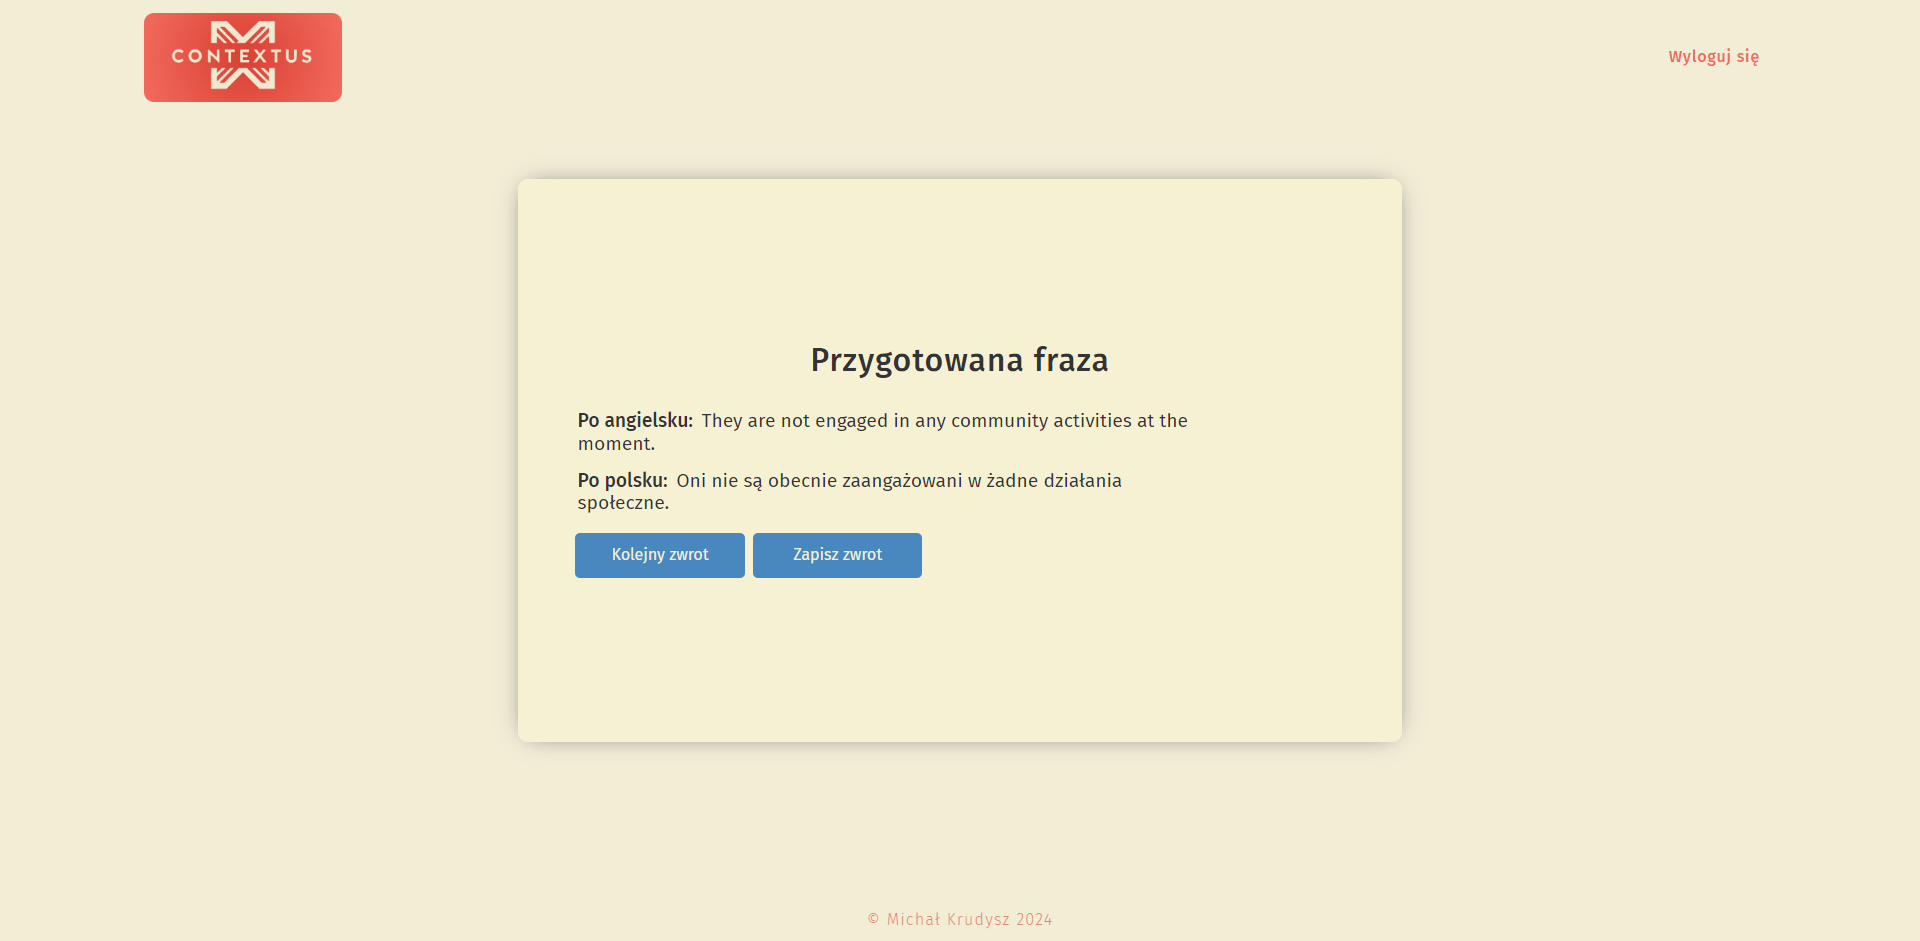 CONTEXTUS
Wyloguj się
Przygotowana fraza
Po angielsku: They are not engaged in any community activities at the
moment.
Po polsku: Oni nie są obecnie zaangażowani w żadne działania
społeczne.
Kolejny zwrot
Zapisz zwrot
© Michał Krudysz 2024